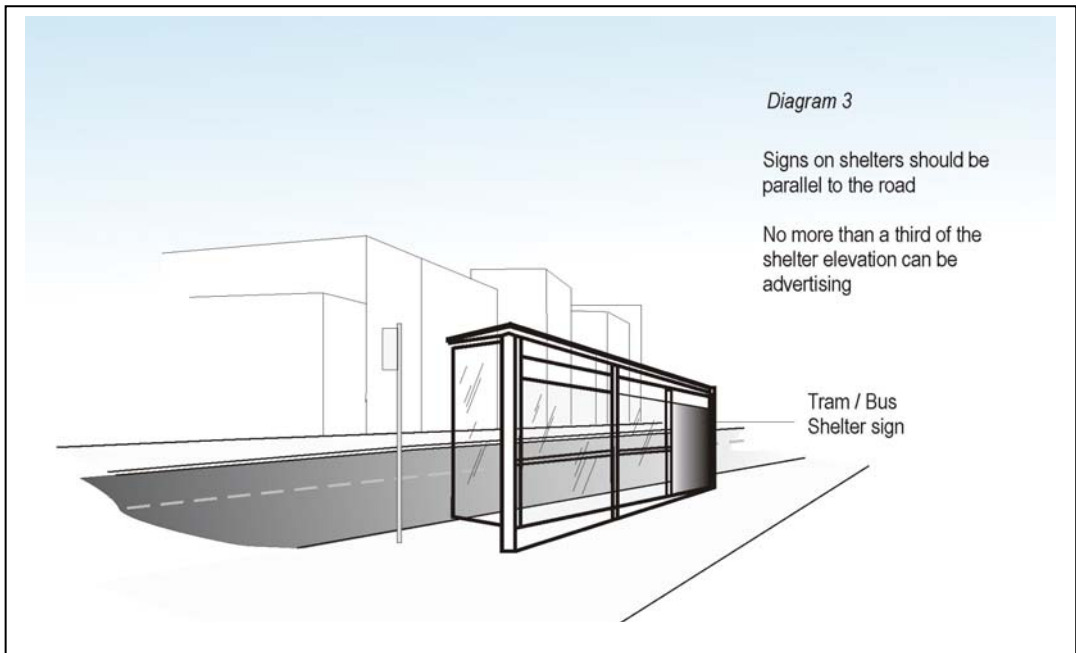 Diagram 3
Signs on shelters should be
parallel to the road
No more than a third of the
shelter elevation can be
advertising
Tram / Bus
Shelter sign